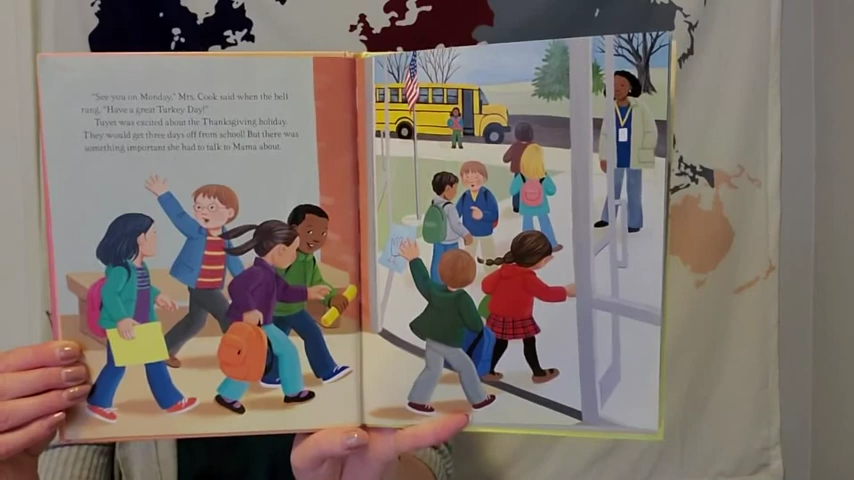 "See you on Monday," Mrs. Cook said when the bell
rang. "Have a great Turkey Day!"
Tuyet was excited about the Thanksgiving holiday.
They would get three days off from school! But there was
something important she had to talk to Mama about.